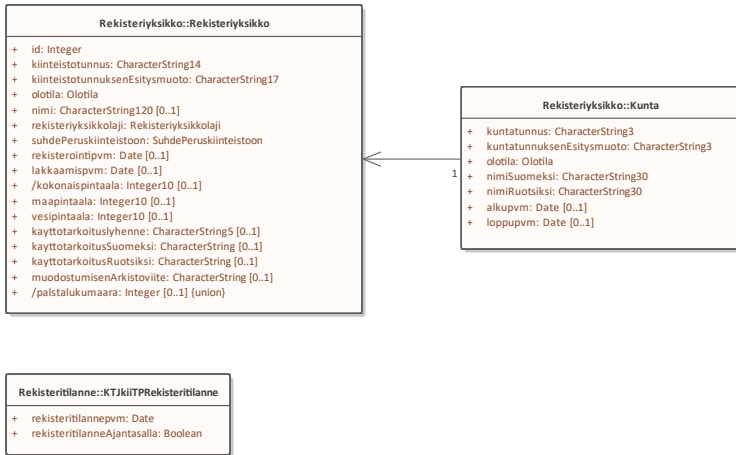 Rekisteriyksikko::Rekisteriyksikko
+ id: Integer
+ kiinteistotunnus: CharacterString14
+ kiinteistotunnuksenEsitysmuoto: CharacterString17
+ olotila: Olotila
+ nimi: CharacterString120 [0..1]
+ rekisteriyksikkolaji: Rekisteriyksikkolaji
+ suhdePeruskiinteistoon: SuhdePeruskiinteistoon
+ rekisterointipvm: Date [0..1]
+ lakkaamispvm: Date [0..1]
+ /kokonaispintaala: Integer10 [0..1]
+ maapintaala: Integer10 [0..1]
+ vesipintaala: Integer10 [0..1]
+ kayttotarkoituslyhenne: CharacterString5 [0..1]
+ kayttotarkoitusSuomeksi: CharacterString [0..1]
+ kayttotarkoitusRuotsiksi: CharacterString [0..1]
+ muodostumisenArkistoviite: CharacterString [0..1]
+ /palstalukumaara: Integer [0..1] {union}
1
Rekisteriyksikko::Kunta
+ kuntatunnus: CharacterString3
+ kuntatunnuksenEsitysmuoto: CharacterString3
+ olotila: Olotila
+ nimiSuomeksi: CharacterString30
+ nimiRuotsiksi: CharacterString30
+ alkupvm: Date [0..1]
+ loppupvm: Date [0..1]
Rekisteritilanne::KTJkiiTPRekisteritilanne
+ rekisteritilannepvm: Date
+ rekisteritilanneAjantasalla: Boolean